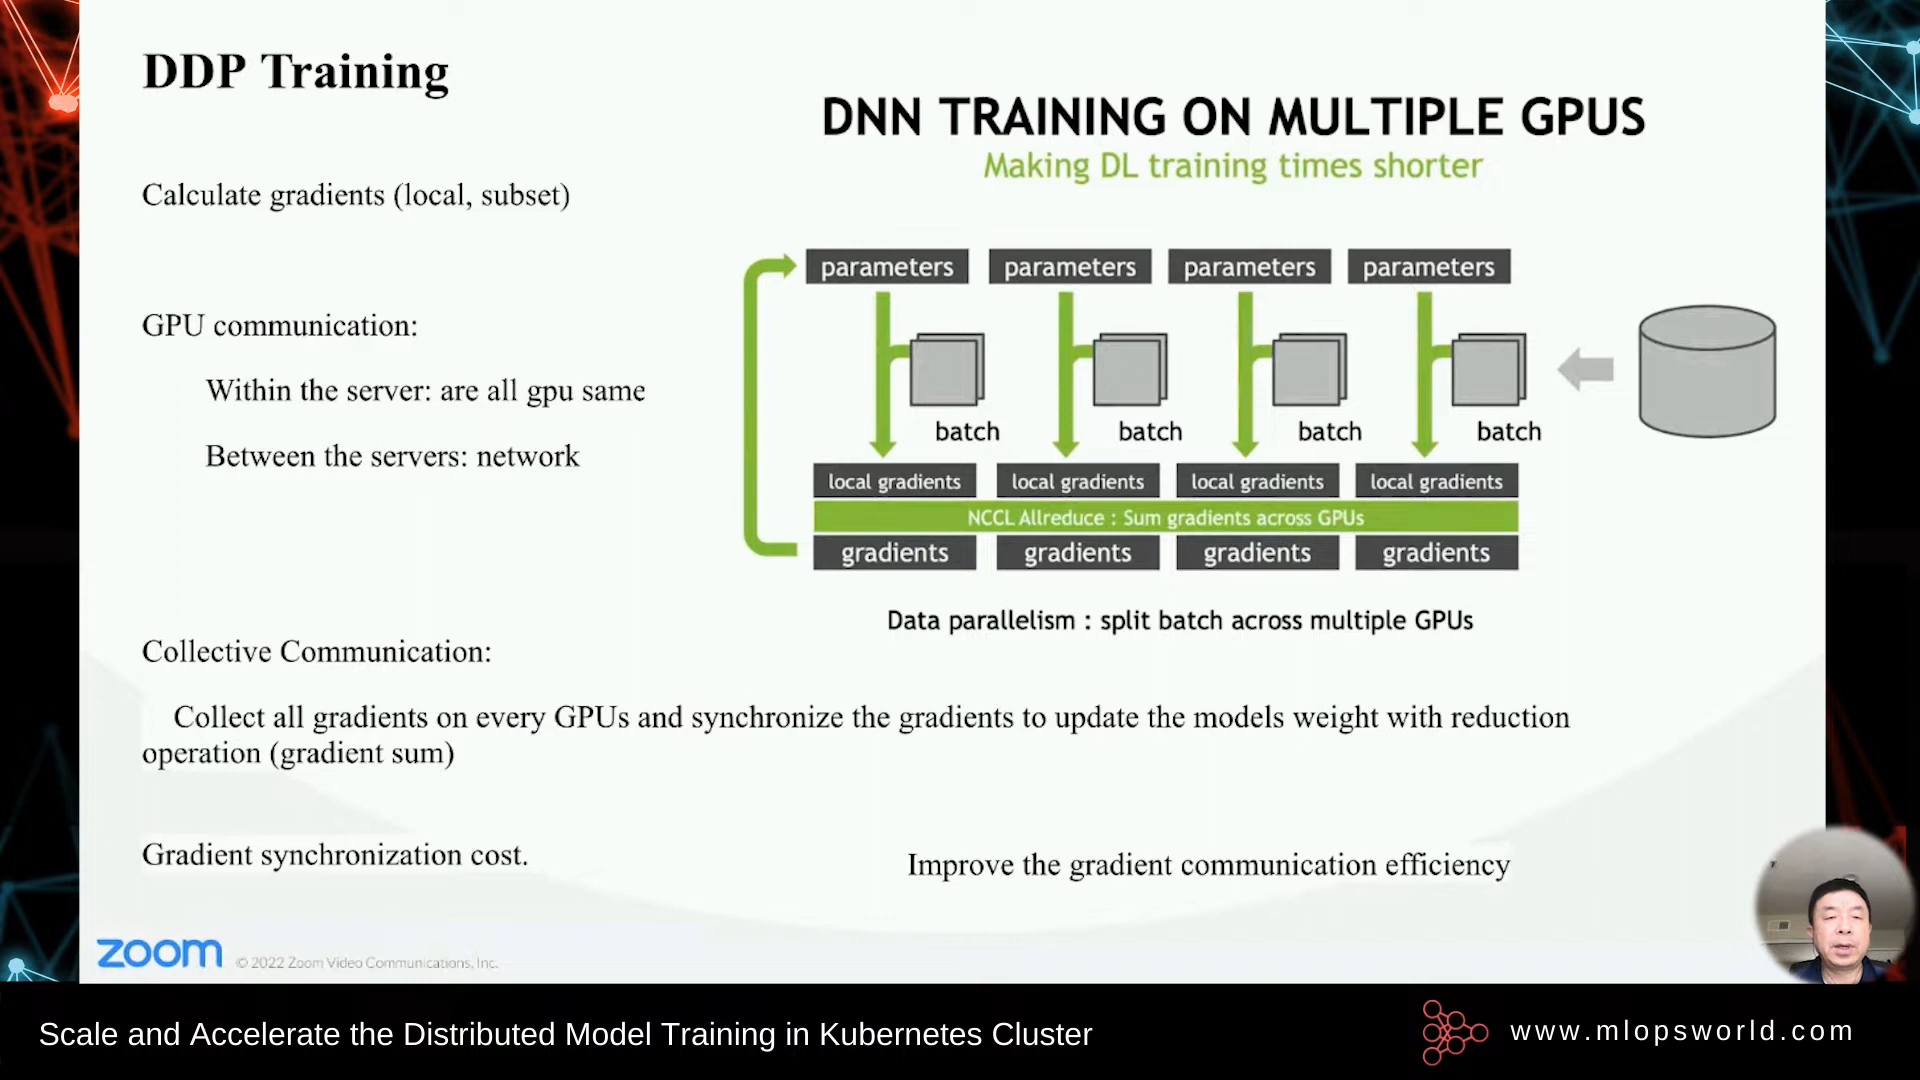 DDP Training
DNN TRAINING ON MULTIPLE GPUS
Making DL training times shorter
Calculate gradients (local, subset)
parameters parameters parameters parameters
GPU communication:
Within the server: are all gpu same
batch batch batch batch
Between the servers: network
local gradients local gradients local gradients local gradients
NCCL Allreduce : Sum gradients across GPUs
gradients gradients gradients gradients
Data parallelism : split batch across multiple GPUs
Collective Communication:
Collect all gradients on every GPUs and synchronize the gradients to update the models weight with reduction
operation (gradient sum)
Gradient synchronization cost.
Improve the gradient communication efficiency
zoom © 2022 Zoom Video Communications, Inc.
Scale and Accelerate the Distributed Model Training in Kubernetes Cluster
www.mlopsworld.com